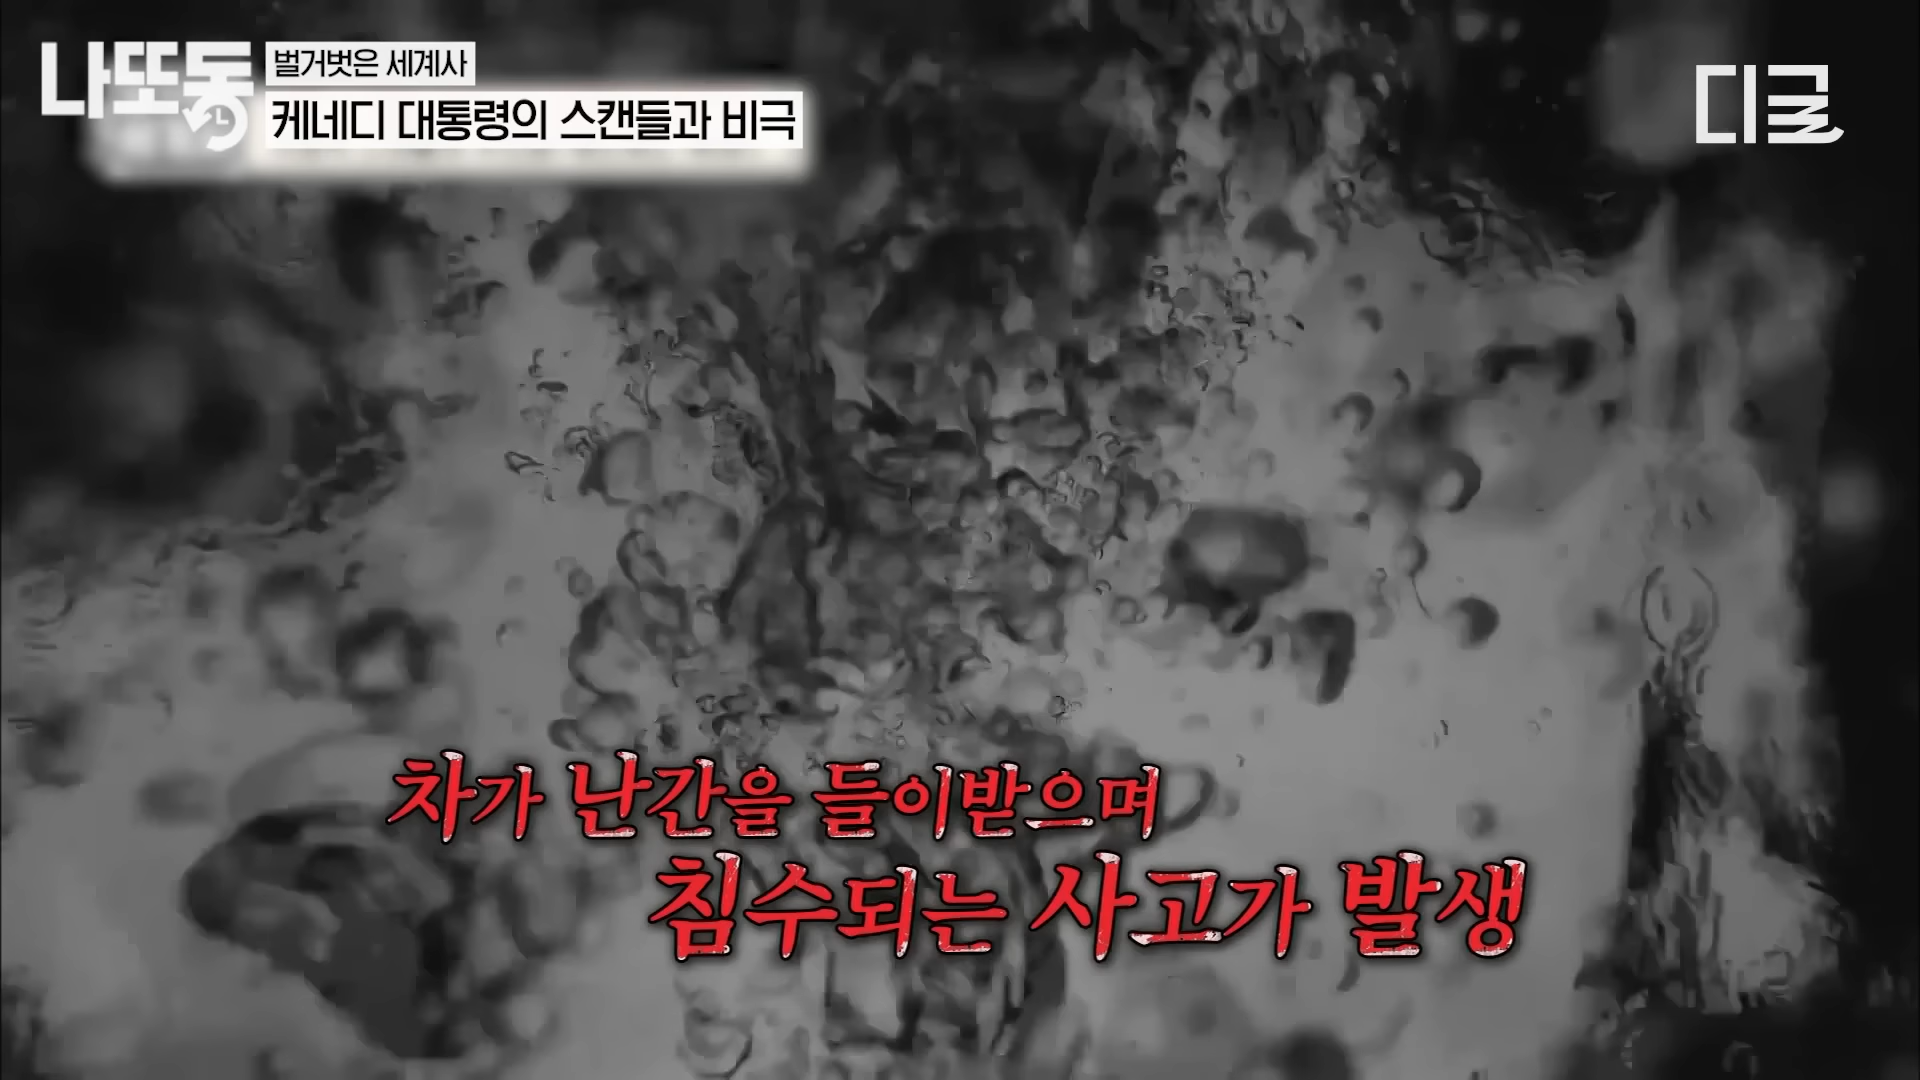 나또동
벌거벗은 세계사
케네디 대통령의 스캔들과 비극
디글
차가 난간을 들이받으며
침수되는 사고가 발생